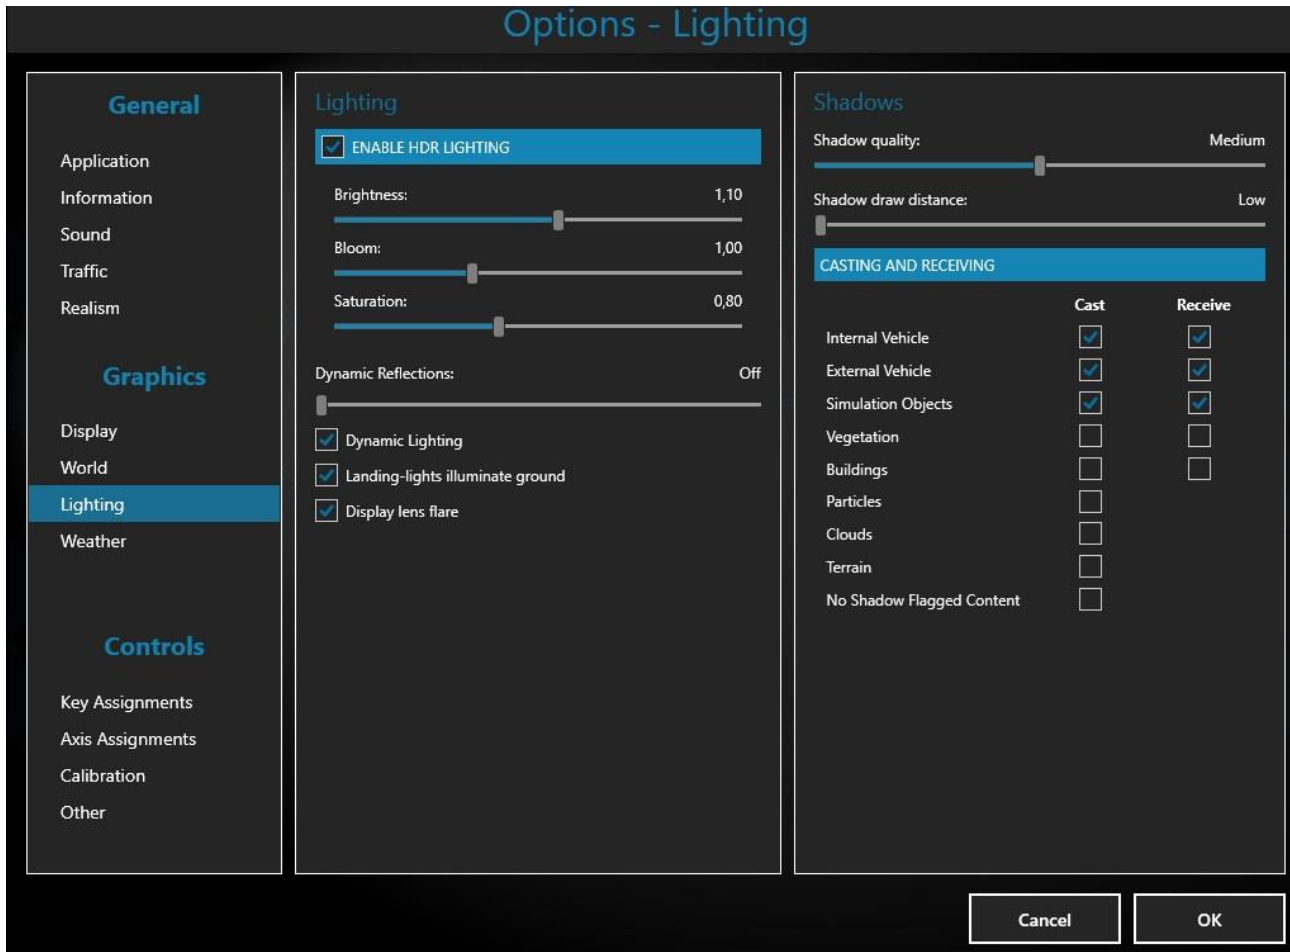 Options - Lighting
General
Application
Information
Sound
Traffic
Realism
Graphics
Display
World
Lighting
Weather
Controls
Key Assignments
Axis Assignments
Calibration
Other
Lighting
ENABLE HDR LIGHTING
Brightness: 1,10
Bloom: 1,00
Saturation: 0,80
Dynamic Reflections: Off
Dynamic Lighting
Landing-lights illuminate ground
Display lens flare
Shadows
Shadow quality: Medium
Shadow draw distance: Low
CASTING AND RECEIVING
Cast Receive
Internal Vehicle
External Vehicle
Simulation Objects
Vegetation
Buildings
Particles
Clouds
Terrain
No Shadow Flagged Content
Cancel OK